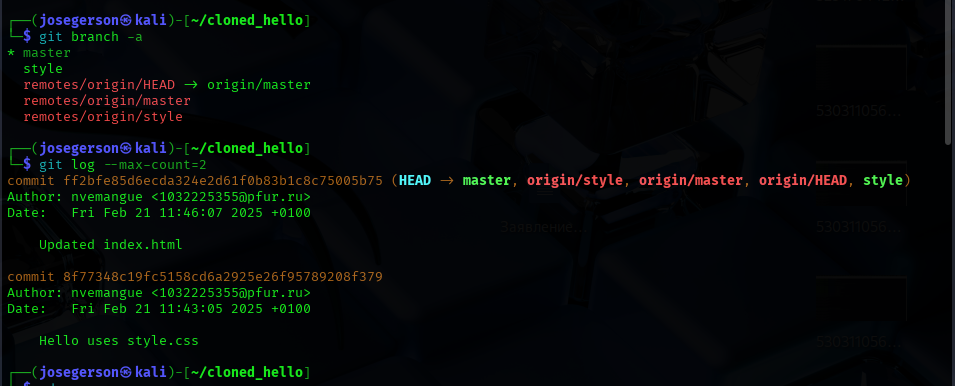 ┌──(josegerson㉿kali)-[~/cloned_hello]
└─$ git branch -a
* master
  style
  remotes/origin/HEAD -> origin/master
  remotes/origin/master
  remotes/origin/style
┌──(josegerson㉿kali)-[~/cloned_hello]
└─$ git log --max-count=2
commit ff2bfe85d6ecda324e2d61f0b83b1c8c75005b75 (HEAD -> master, origin/style, origin/master, origin/HEAD, style)
Author: nvemangue <1032225355@pfur.ru>
Date:   Fri Feb 21 11:46:07 2025 +0100
    Updated index.html
commit 8f77348c19fc5158cd6a2925e26f95789208f379
Author: nvemangue <1032225355@pfur.ru>
Date:   Fri Feb 21 11:43:05 2025 +0100
    Hello uses style.css
┌──(josegerson㉿kali)-[~/cloned_hello]
530311056...
Заявление...
530311056...